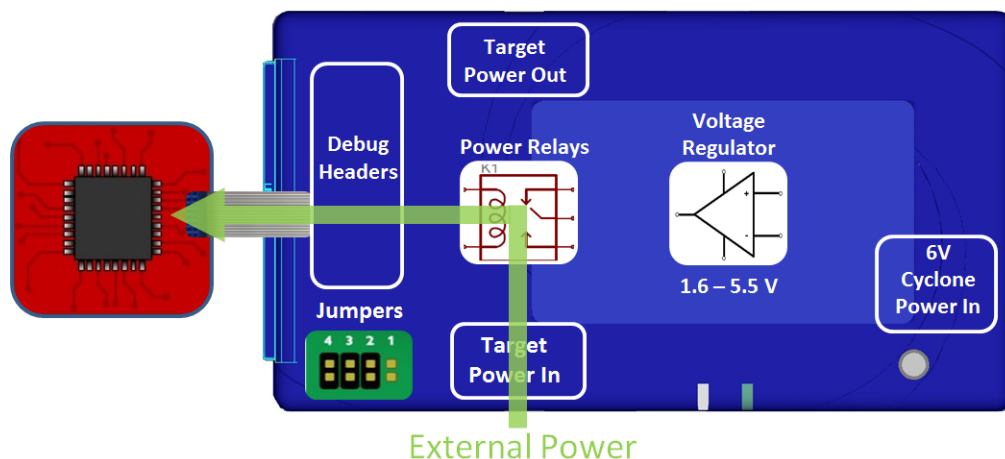 Target
Power Out
Voltage
Regulator
Debug
Headers
Power Relays
K1
+
-
1.6 – 5.5 V
6V
Cyclone
Power In
Jumpers
4 3 2 1
Target
Power In
External Power